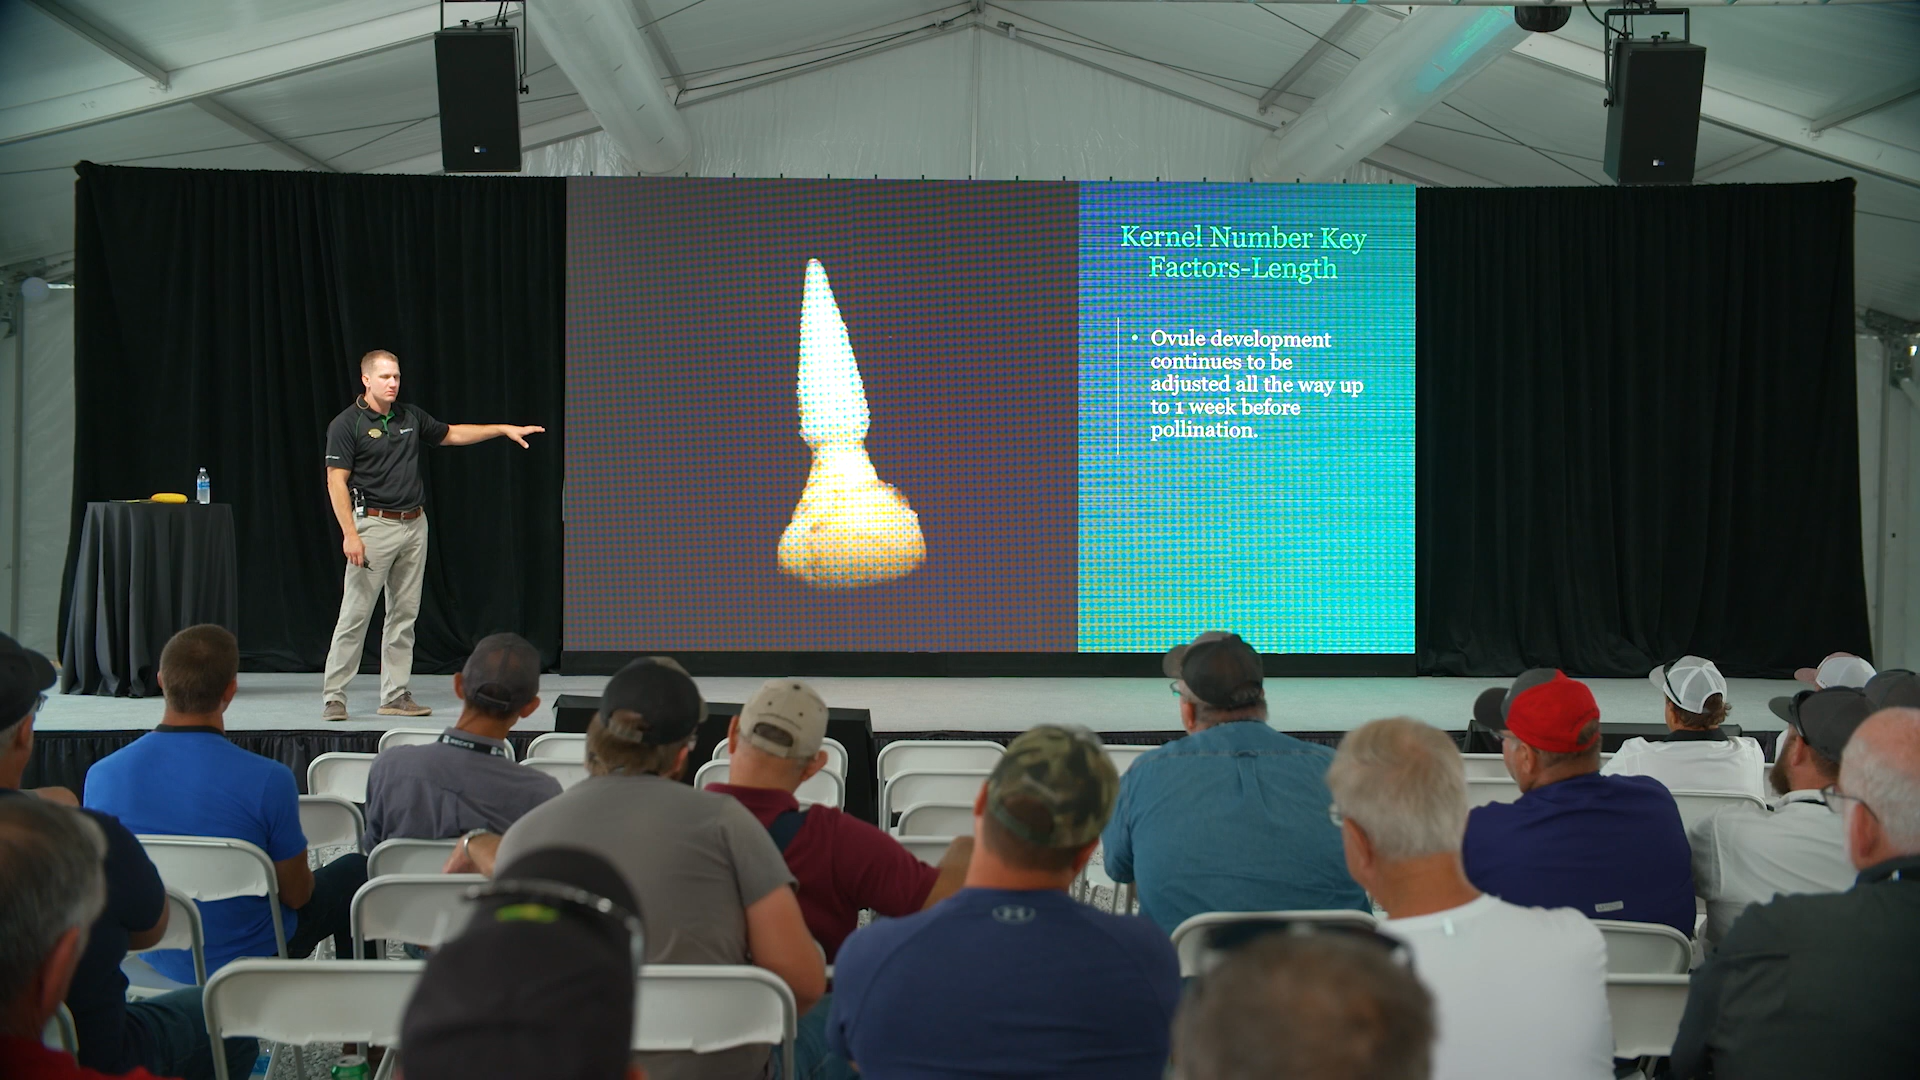 Kernel Number Key
Factors-Length
• Ovule development
continues to be
adjusted all the way up
to 1 week before
pollination.
BECK'S